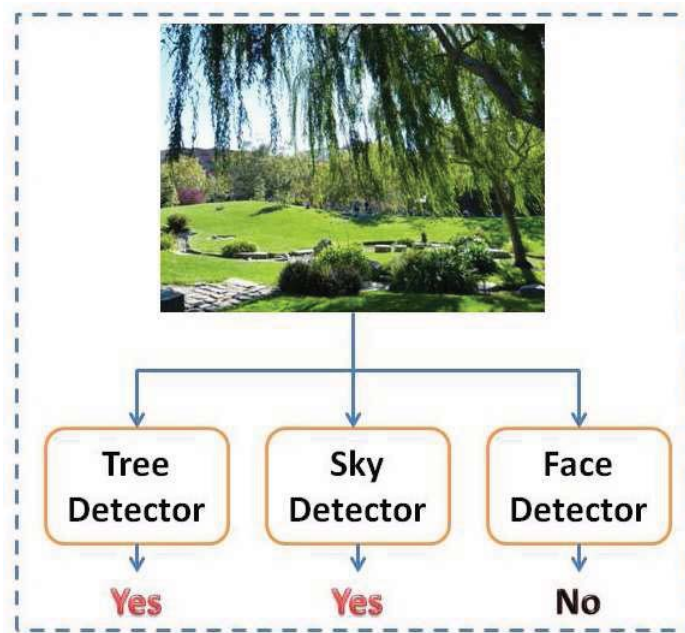 Tree
Detector
Sky
Detector
Face
Detector
Yes
Yes
No